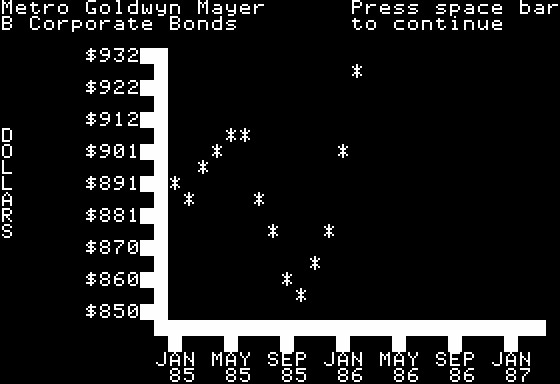 Metro Goldwyn Mayer
B Corporate Bonds
Press space bar
to continue
DOLLARS
$932
$922
$912
$901
$891
$881
$870
$860
$850
JAN MAY SEP JAN MAY SEP JAN
85 85 85 86 86 86 87